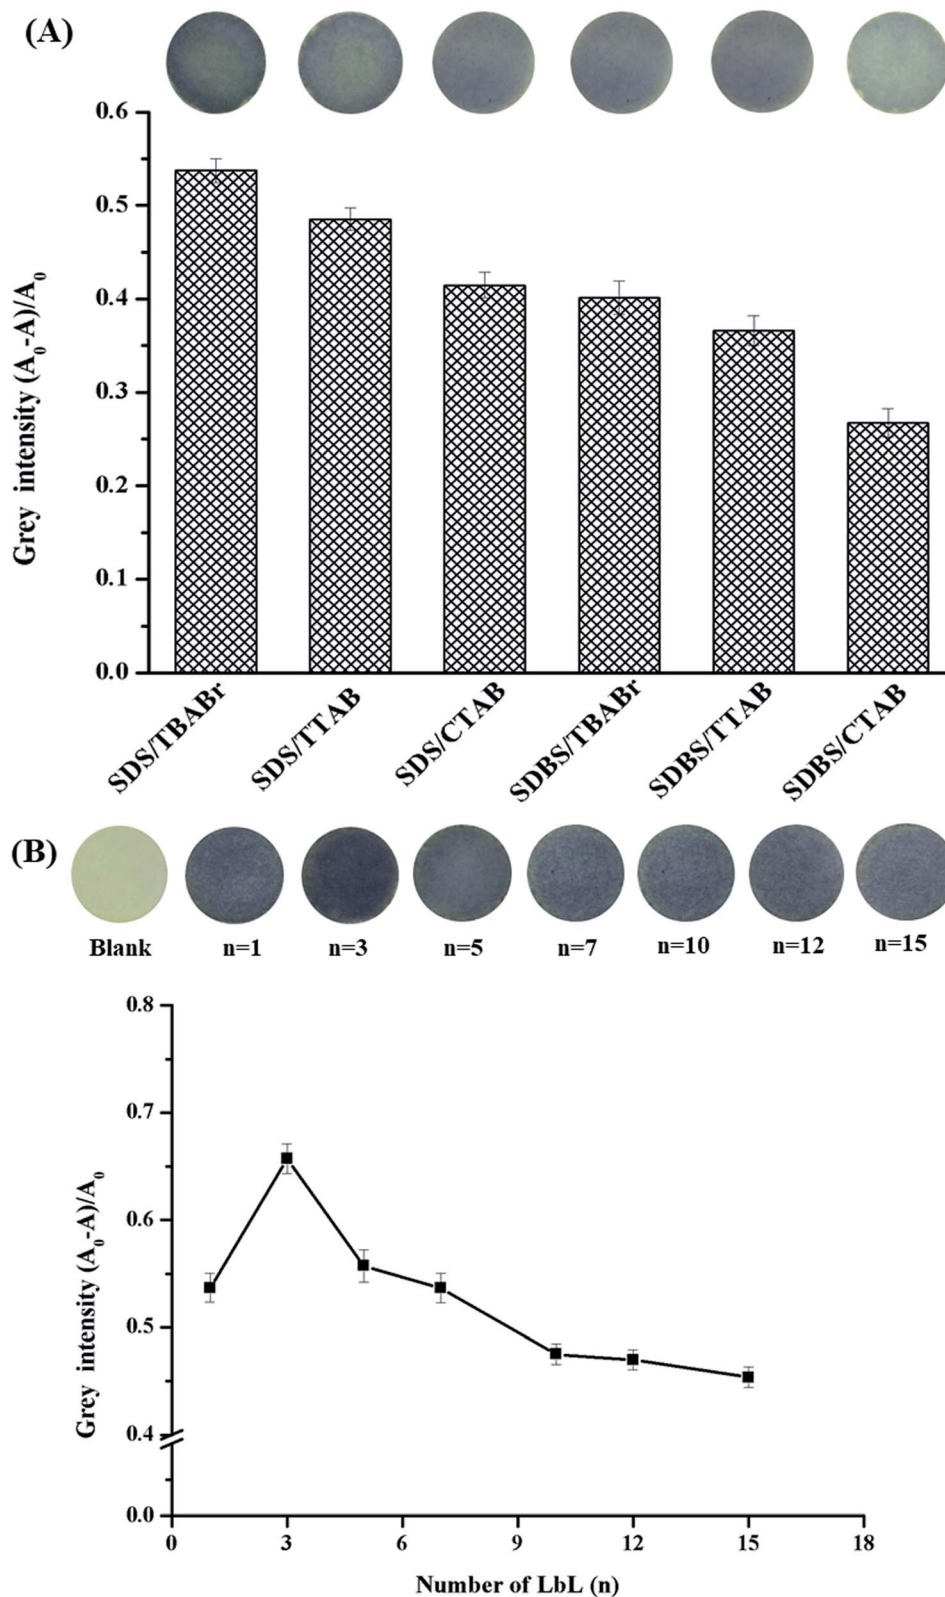 (A)
0.6
0.5
0.4
0.3
0.2
0.1
0.0
Grey intensity (A₀-A)/A₀
SDS/TBABr
SDS/TTAB
SDS/CTAB
SDBS/TBABr
SDBS/TTAB
SDBS/CTAB
(B)
Blank n=1 n=3 n=5 n=7 n=10 n=12 n=15
0.8
0.7
0.6
0.5
0.4
0.0
Grey intensity (A₀-A)/A₀
0 3 6 9 12 15 18
Number of LbL (n)